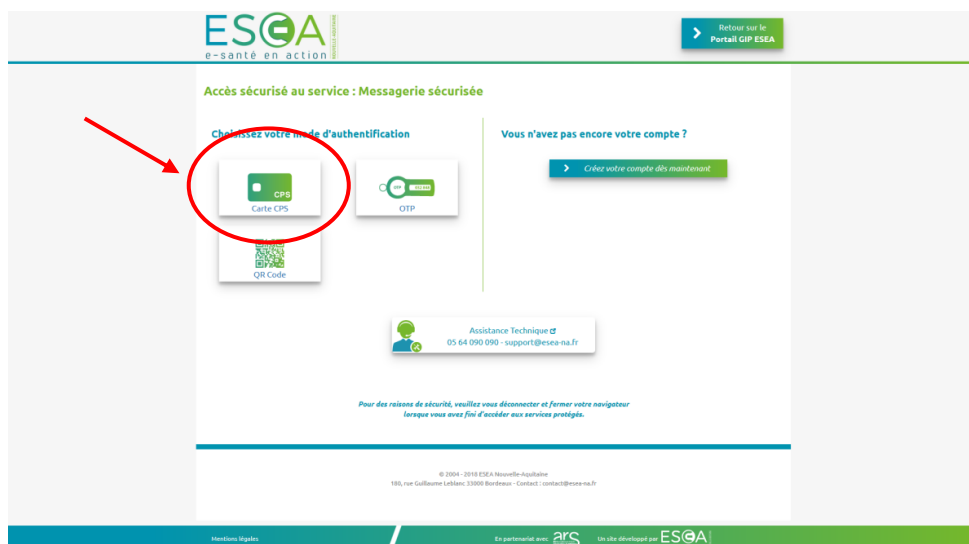 ESEA
e-santé en action
Retour sur le
Portail GIP ESEA
Accès sécurisé au service : Messagerie sécurisée
Choisissez votre mode d'authentification
Vous n'avez pas encore votre compte ?
Créez votre compte dès maintenant
CPS
Carte CPS
OTP
OTP
QR Code
Assistance Technique
05 64 090 090 - support@esea-na.fr
Pour des raisons de sécurité, veuillez vous déconnecter et fermer votre navigateur
lorsque vous avez fini d'accéder aux services protégés.
© 2004 - 2018 ESEA Nouvelle-Aquitaine
180, rue Guillaume Leblanc 33000 Bordeaux - Contact : contact@esea-na.fr
Mentions légales
En partenariat avec ars
Un site développé par ESEA